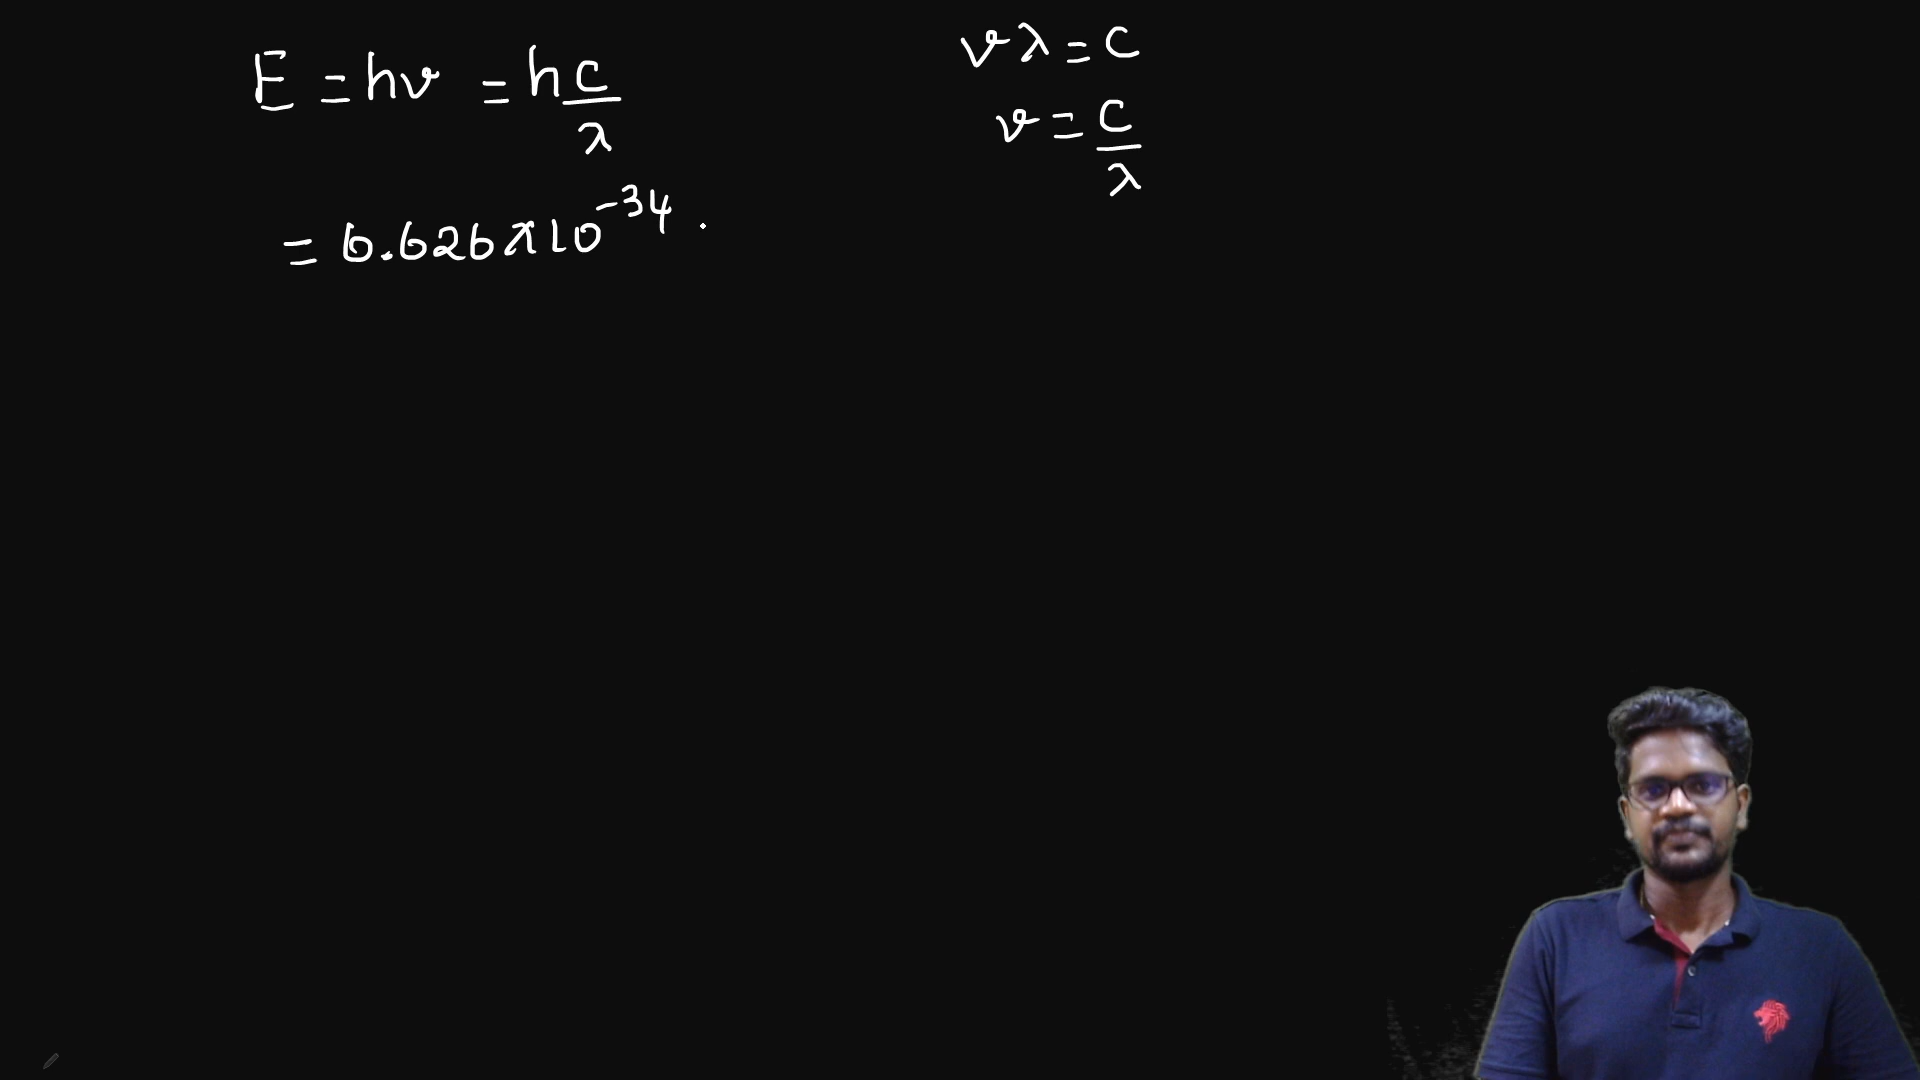 E = hν = hc/λ
= 6.626 x 10^-34 .
νλ = c
ν = c/λ